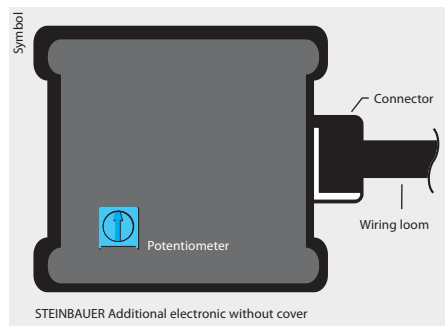 Symbol
Connector
Wiring loom
Potentiometer
STEINBAUER Additional electronic without cover